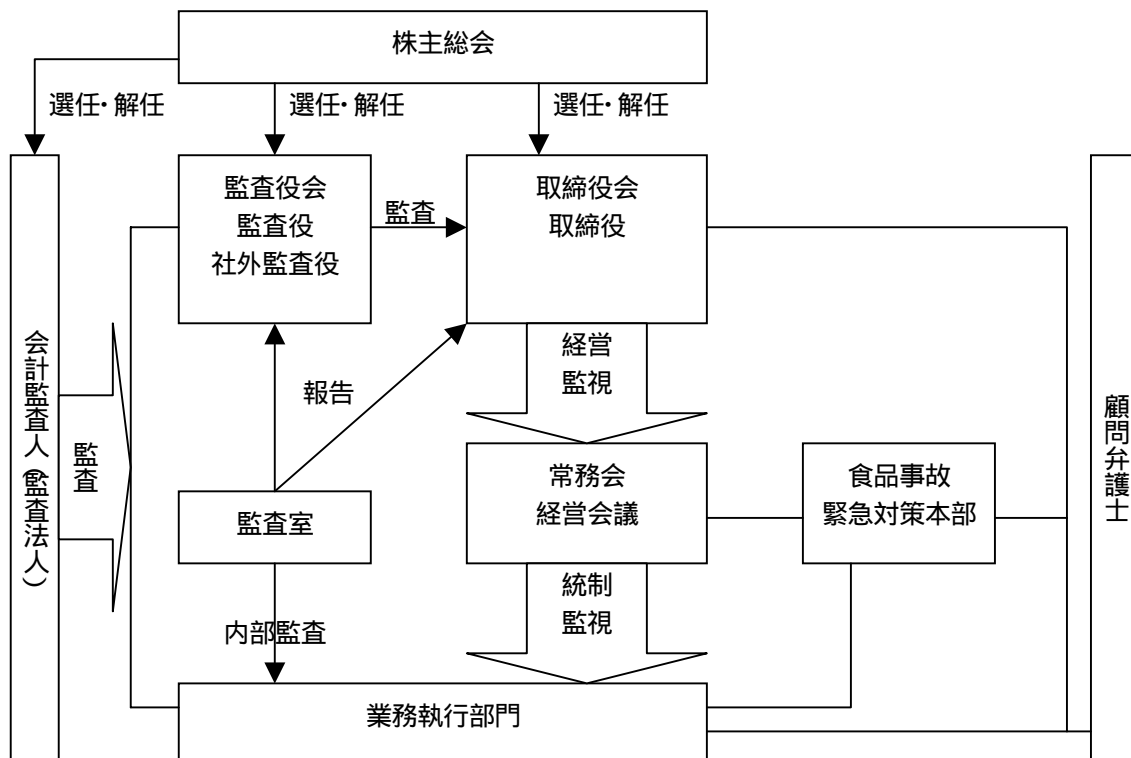 株主総会
選任・解任
選任・解任
選任・解任
監査役会
監査役
社外監査役
監査
取締役会
取締役
会計監査人(監査法人)
監査
報告
経営
監視
監査室
常務会
経営会議
食品事故
緊急対策本部
顧問弁護士
内部監査
統制
監視
業務執行部門